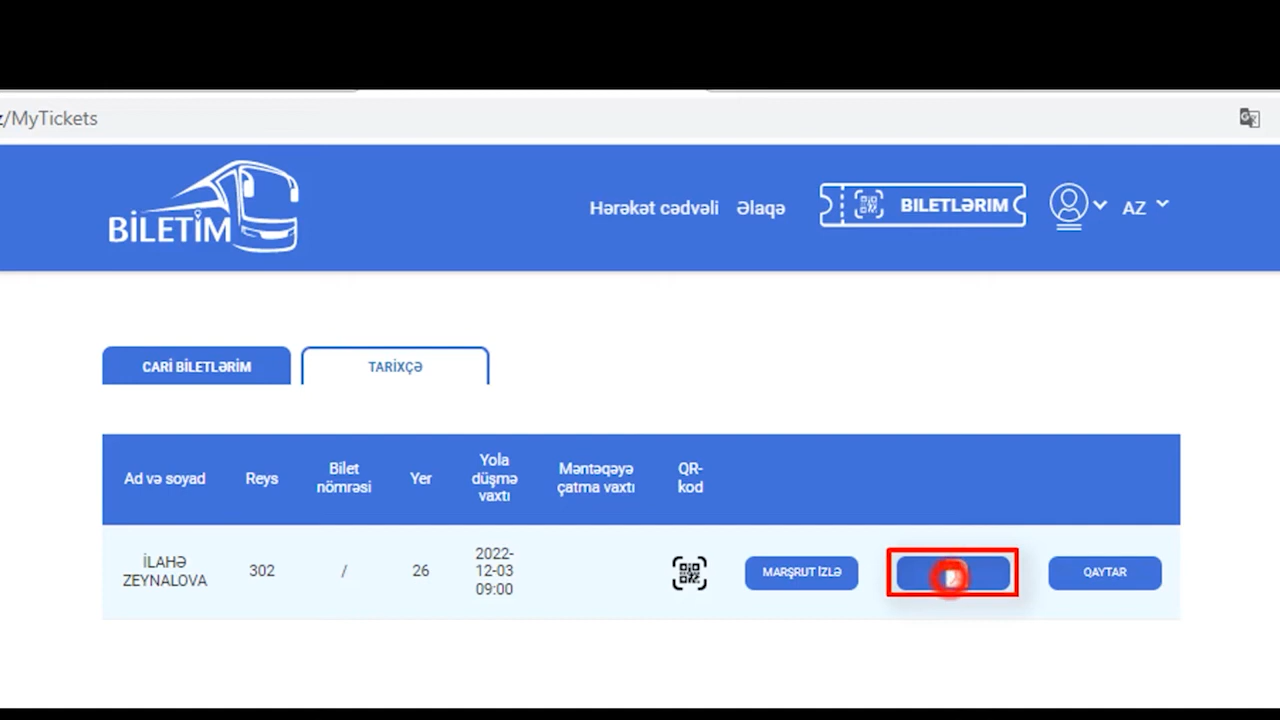 z/MyTickets
BİLETİM
Hərəkət cədvəli Əlaqə BILETLƏRIM AZ
CARİ BİLETLƏRİM TARİXÇƏ
Ad və soyad
Reys
Bilet
nömrəsi
Yer
Yola
düşmə
vaxtı
Məntəqəyə
çatma vaxtı
QR-
kod
İLAHƏ
ZEYNALOVA
302
/
26
2022-
12-03
09:00
MARŞRUT İZLƏ
QAYTAR